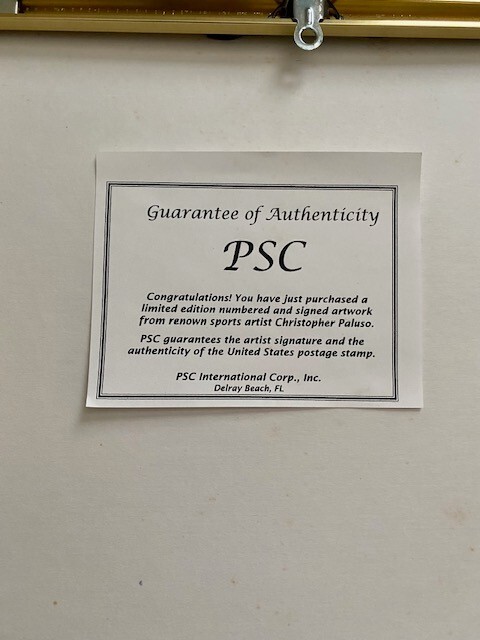 Guarantee of Authenticity
PSC
Congratulations! You have just purchased a
limited edition numbered and signed artwork
from renown sports artist Christopher Paluso.
PSC guarantees the artist signature and the
authenticity of the United States postage stamp.
PSC International Corp., Inc.
Delray Beach, FL